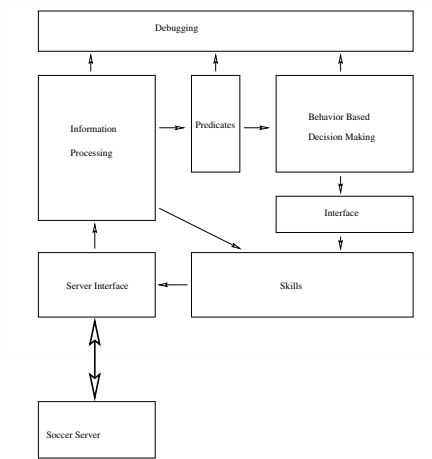 Debugging
Information
Processing
Predicates
Behavior Based
Decision Making
Interface
Server Interface
Skills
Soccer Server